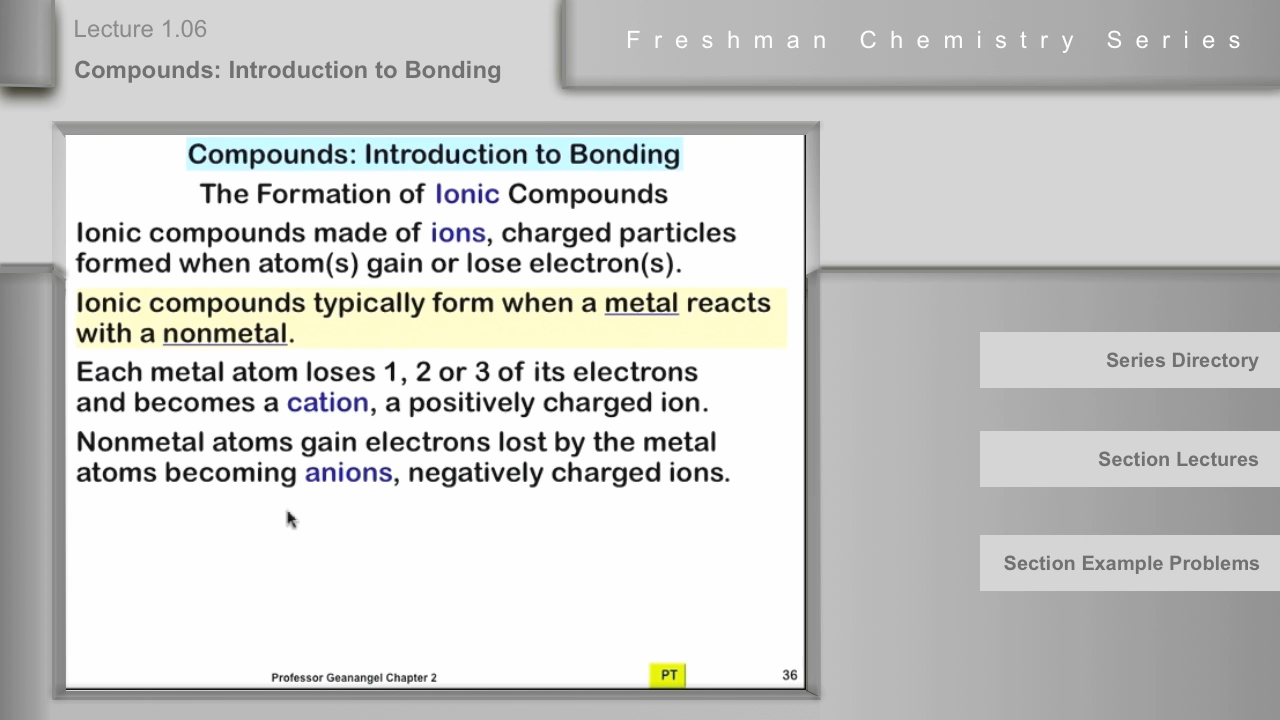 Lecture 1.06
Compounds: Introduction to Bonding
Freshman Chemistry Series
Compounds: Introduction to Bonding
The Formation of Ionic Compounds
Ionic compounds made of ions, charged particles
formed when atom(s) gain or lose electron(s).
Ionic compounds typically form when a metal reacts
with a nonmetal.
Each metal atom loses 1, 2 or 3 of its electrons
and becomes a cation, a positively charged ion.
Nonmetal atoms gain electrons lost by the metal
atoms becoming anions, negatively charged ions.
Professor Geanangel Chapter 2
PT
36
Series Directory
Section Lectures
Section Example Problems